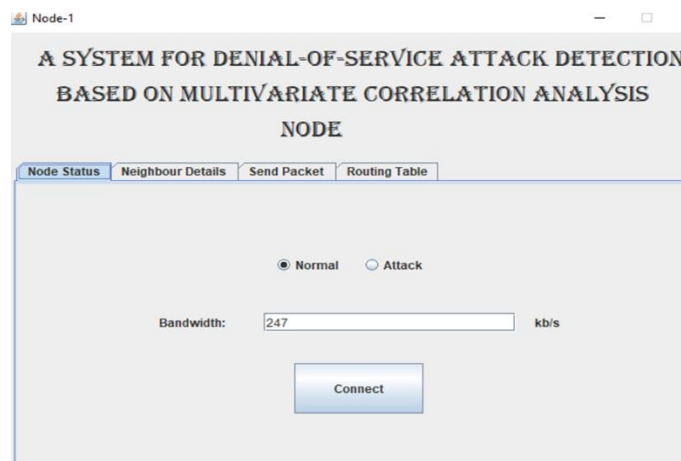 Node-1
A SYSTEM FOR DENIAL-OF-SERVICE ATTACK DETECTION
BASED ON MULTIVARIATE CORRELATION ANALYSIS
NODE
Node Status Neighbour Details Send Packet Routing Table
Normal Attack
Bandwidth: 247 kb/s
Connect